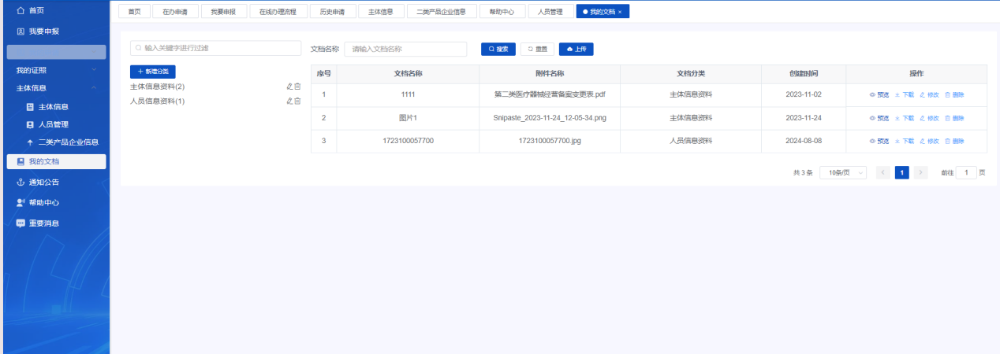 首页
我要申报
我的证照
主体信息
主体信息
人员管理
二类产品企业信息
我的文档
通知公告
帮助中心
重要消息
首页 在办申请 我要申报 在线办理流程 历史申请 主体信息 二类产品企业信息 帮助中心 人员管理 我的文档 ×
输入关键字进行过滤
新增分类
主体信息资料(2)
人员信息资料(1)
文档名称 请输入文档名称 搜索 重置 上传
序号 文档名称 附件名称 文档分类 创建时间 操作
1 1111 第二类医疗器械经营备案变更表.pdf 主体信息资料 2023-11-02 预览 下载 修改 删除
2 图片1 Snipaste_2023-11-24_12-05-34.png 主体信息资料 2023-11-24 预览 下载 修改 删除
3 1723100057700 1723100057700.jpg 人员信息资料 2024-08-08 预览 下载 修改 删除
共 3 条 10条/页 1 前往 1 页